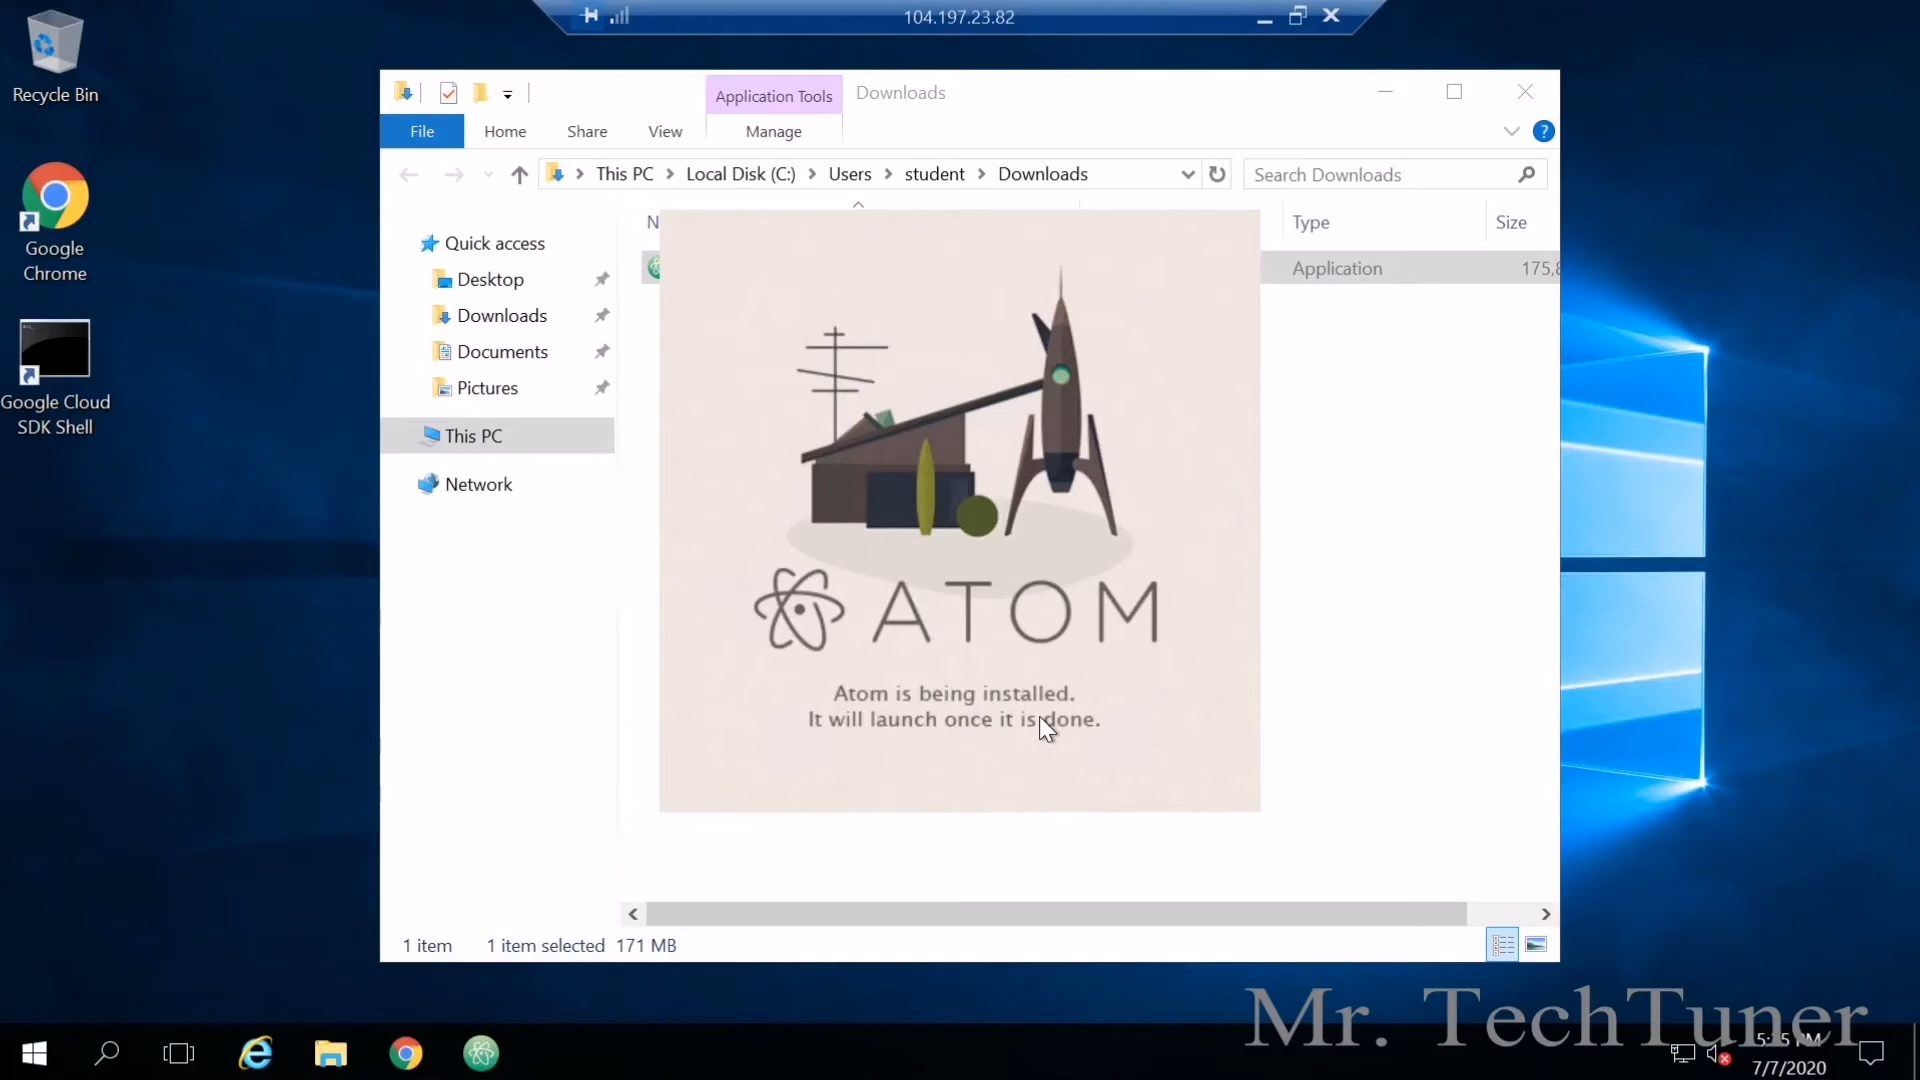 104.197.23.82
Recycle Bin
Google
Chrome
Google Cloud
SDK Shell
Application Tools
Downloads
File
Home
Share
View
Manage
This PC
Local Disk (C:)
Users
student
Downloads
Search Downloads
N
Type
Size
Application
175,8
Quick access
Desktop
Downloads
Documents
Pictures
This PC
Network
ATOM
Atom is being installed.
It will launch once it is done.
1 item
1 item selected
171 MB
Mr. TechTuner
7/7/2020